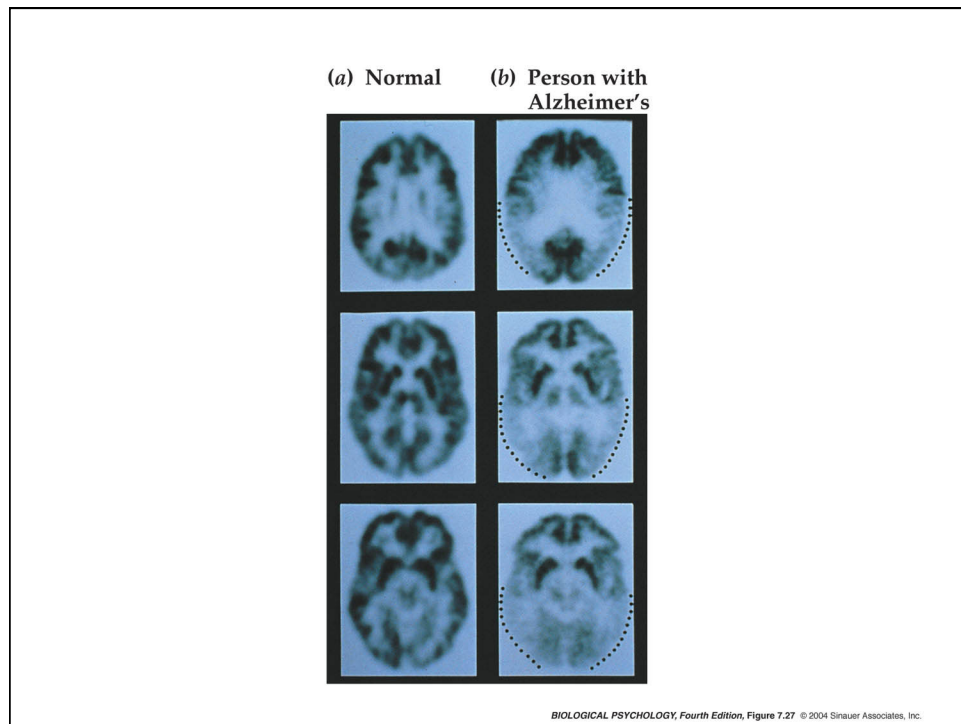 (a) Normal
(b) Person with
Alzheimer's
BIOLOGICAL PSYCHOLOGY, Fourth Edition, Figure 7.27 © 2004 Sinauer Associates, Inc.